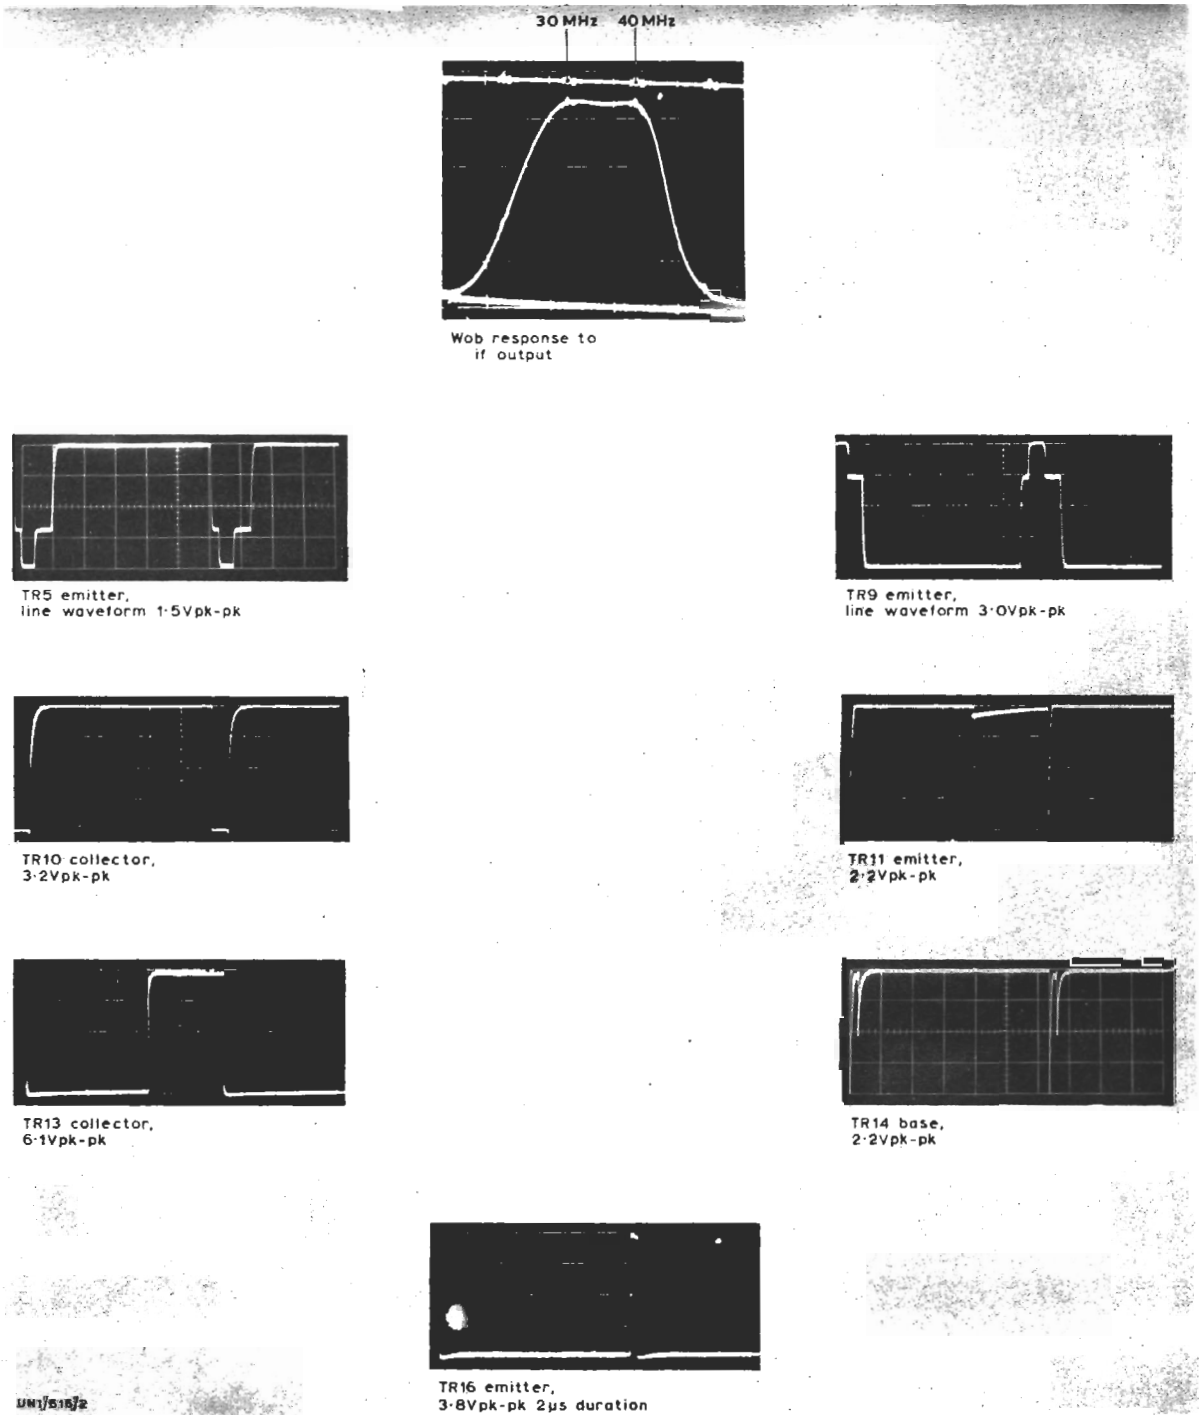 30 MHz 40 MHz
Wob response to
if output
TR5 emitter,
line waveform 1·5Vpk-pk
TR9 emitter,
line waveform 3·0Vpk-pk
TR10 collector,
3·2Vpk-pk
TR11 emitter,
2·2Vpk-pk
TR13 collector,
6·1Vpk-pk
TR14 base,
2·2Vpk-pk
TR16 emitter,
3·8Vpk-pk 2µs duration